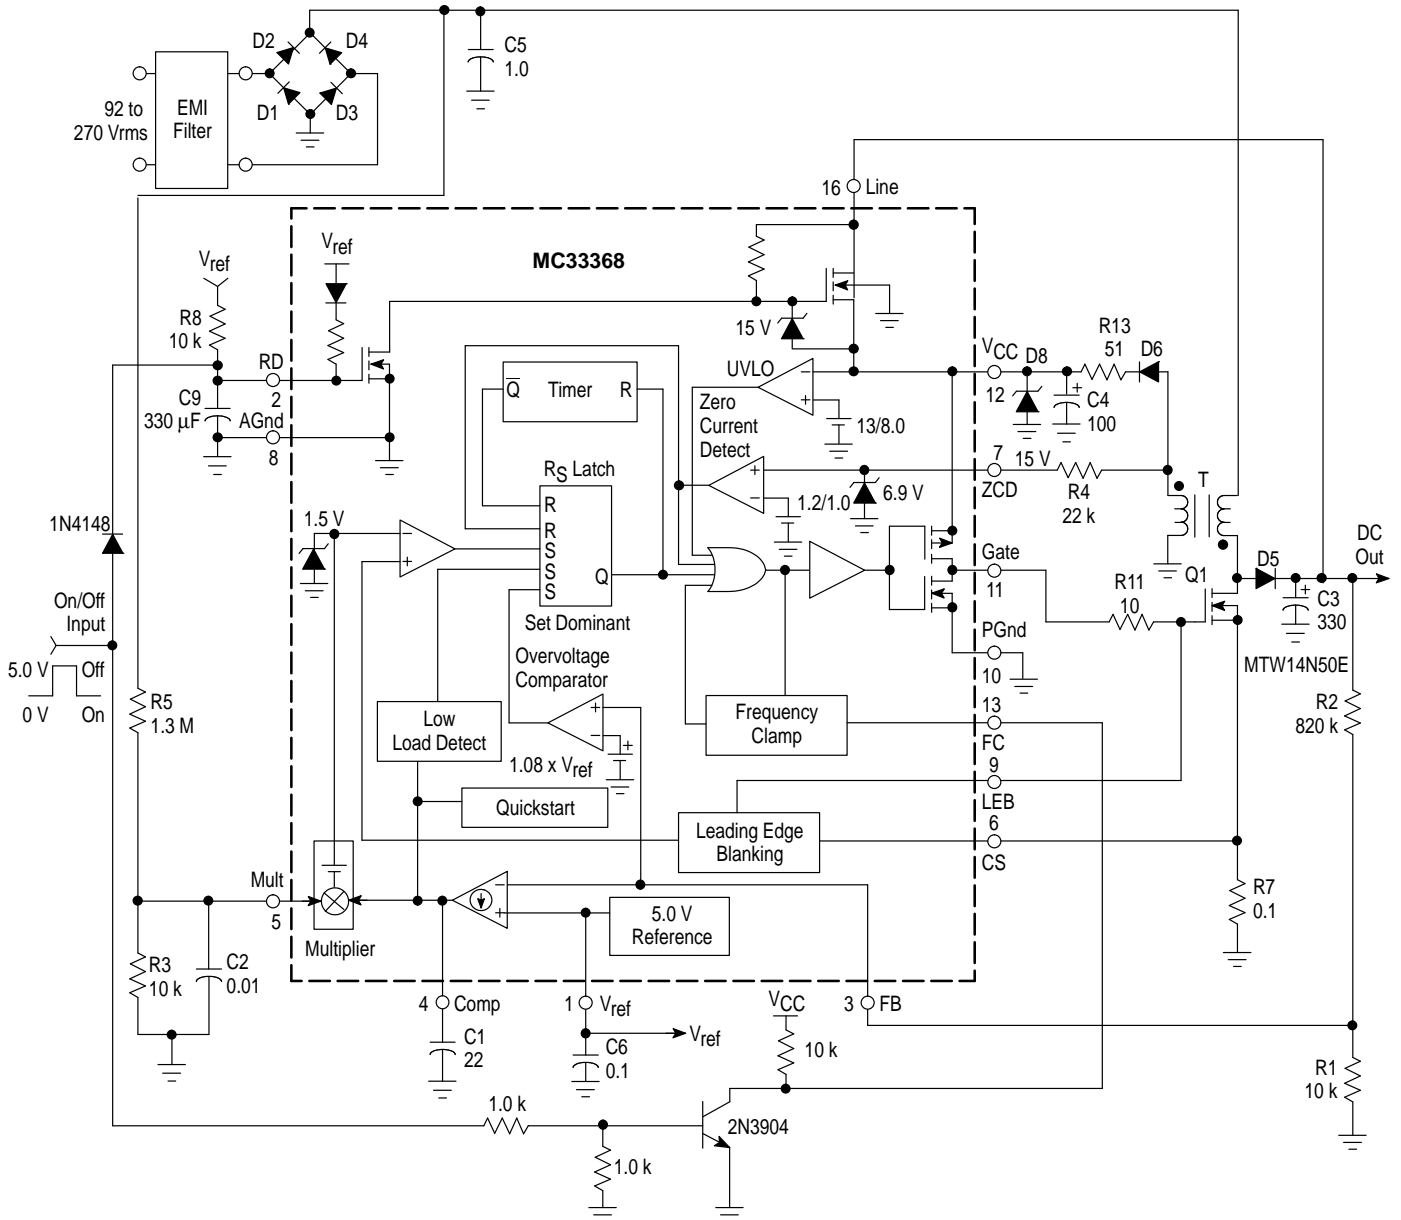 D2
D4
C5
1.0
92 to
270 Vrms
EMI
Filter
D1
D3
16
Line
MC33368
Vref
Vref
R8
10 k
RD
2
C9
330 µF
AGnd
8
15 V
UVLO
VCC
12
D8
R13
51
D6
C4
100
13/8.0
Q
Timer
R
Zero
Current
Detect
7
ZCD
15 V
R4
22 k
T
6.9 V
1.2/1.0
RS Latch
R
R
S
S
S
Q
Set Dominant
1N4148
1.5 V
On/Off
Input
5.0 V
Off
0 V
On
Gate
11
R11
10
Q1
D5
DC
Out
C3
330
MTW14N50E
PGnd
10
Overvoltage
Comparator
R5
1.3 M
Low
Load Detect
1.08 x Vref
Frequency
Clamp
13
FC
R2
820 k
Quickstart
9
LEB
Leading Edge
Blanking
6
CS
Mult
5
Multiplier
5.0 V
Reference
R7
0.1
R3
10 k
C2
0.01
4
Comp
C1
22
1
Vref
Vref
C6
0.1
VCC
10 k
3
FB
R1
10 k
1.0 k
1.0 k
2N3904